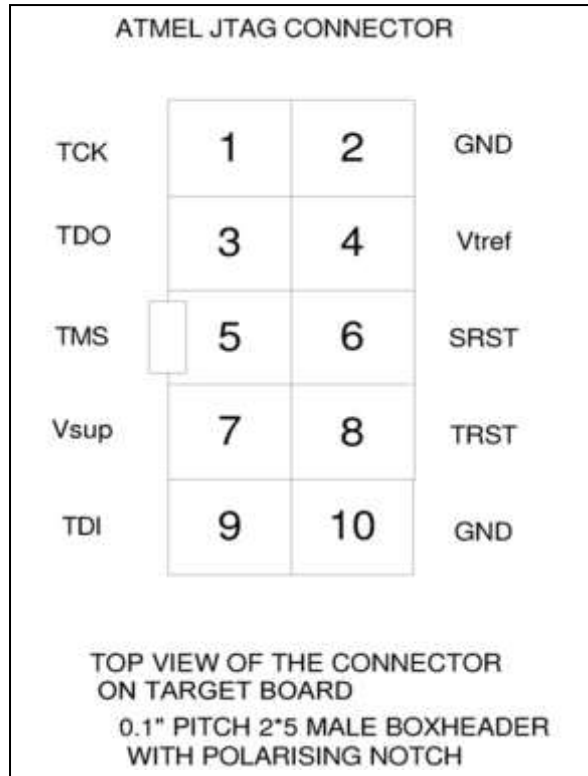 ATMEL JTAG CONNECTOR
TCK 1 2 GND
TDO 3 4 Vtref
TMS 5 6 SRST
Vsup 7 8 TRST
TDI 9 10 GND
TOP VIEW OF THE CONNECTOR
ON TARGET BOARD
0.1" PITCH 2*5 MALE BOXHEADER
WITH POLARISING NOTCH